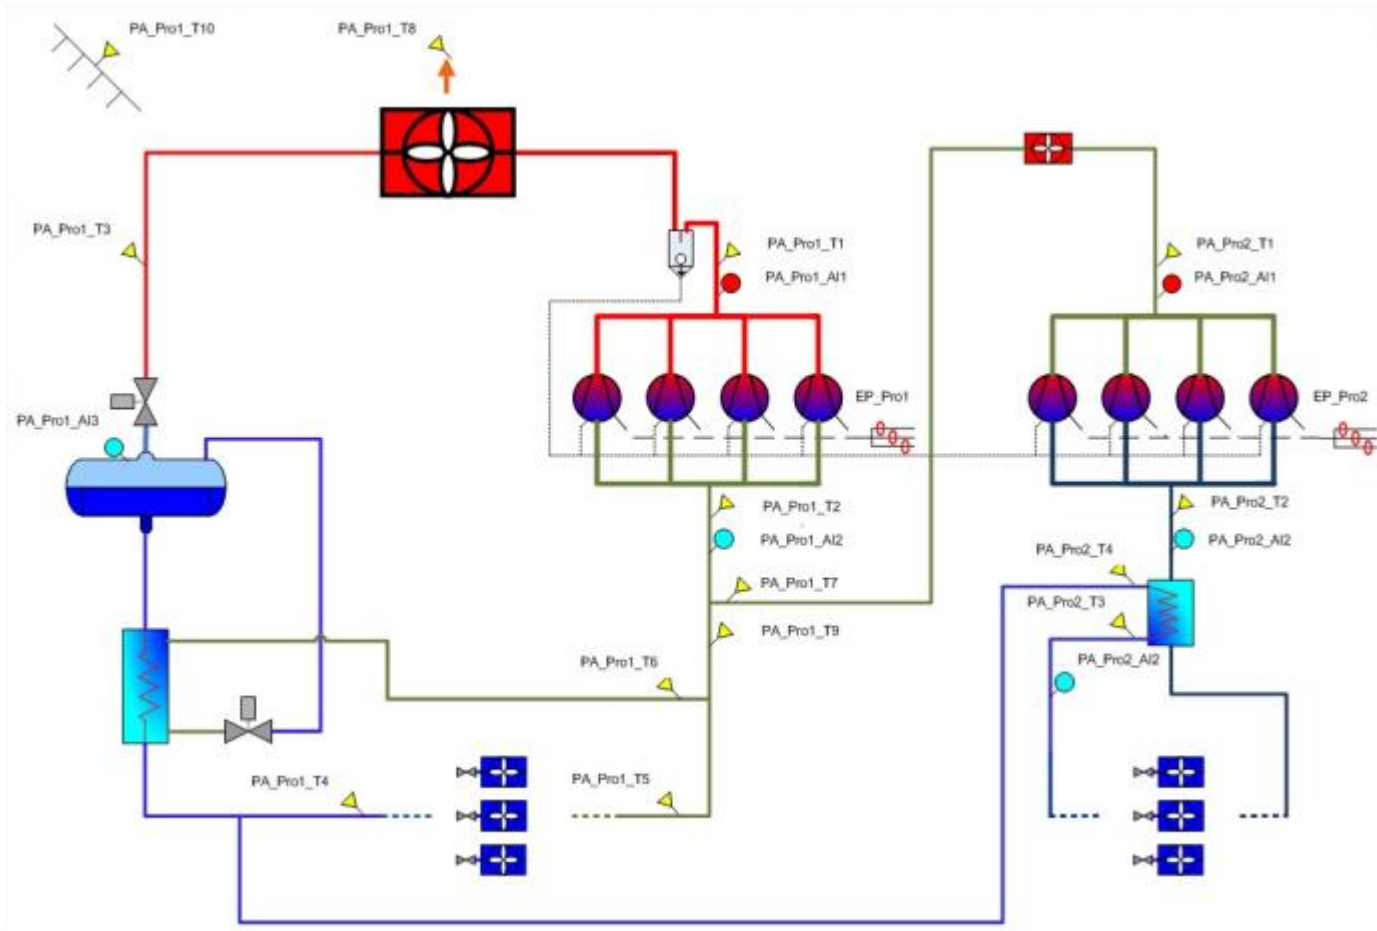 PA_Pro1_T10
PA_Pro1_T8
PA_Pro1_T3
PA_Pro1_T1
PA_Pro2_T1
PA_Pro1_AI1
PA_Pro2_AI1
EP_Pro1
EP_Pro2
PA_Pro1_AI3
PA_Pro1_T2
PA_Pro2_T2
PA_Pro1_AI2
PA_Pro2_AI2
PA_Pro2_T4
PA_Pro1_T7
PA_Pro2_T3
PA_Pro1_T9
PA_Pro1_T6
PA_Pro2_AI2
PA_Pro1_T4
PA_Pro1_T5